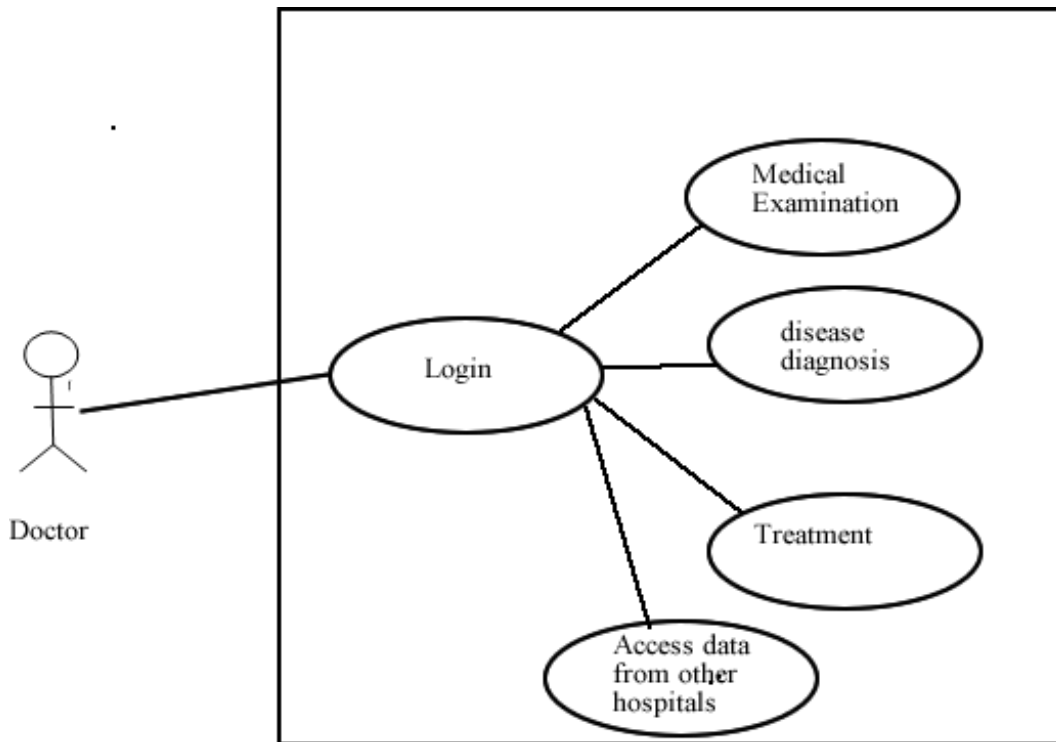 Medical
Examination
disease
diagnosis
Login
Doctor
Treatment
Access data
from other
hospitals